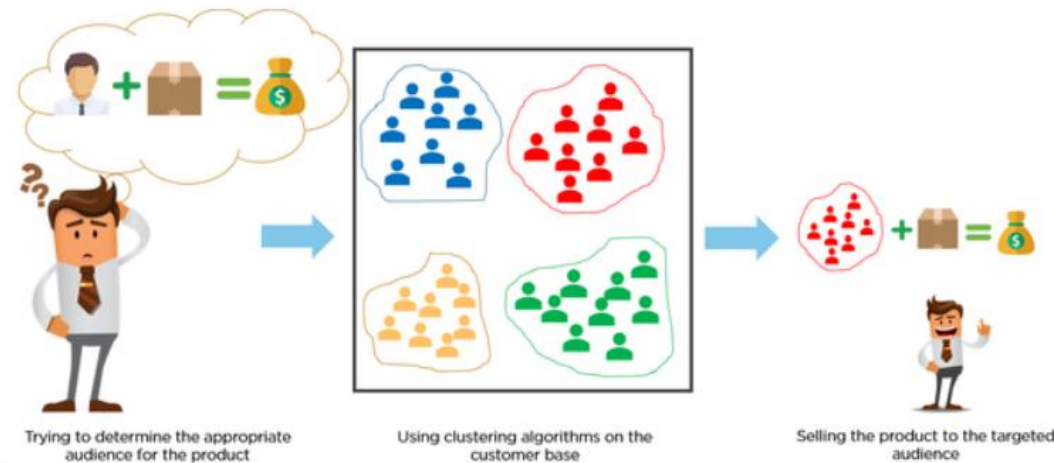 $
??
Trying to determine the appropriate
audience for the product
Using clustering algorithms on the
customer base
$
Selling the product to the targeted
audience